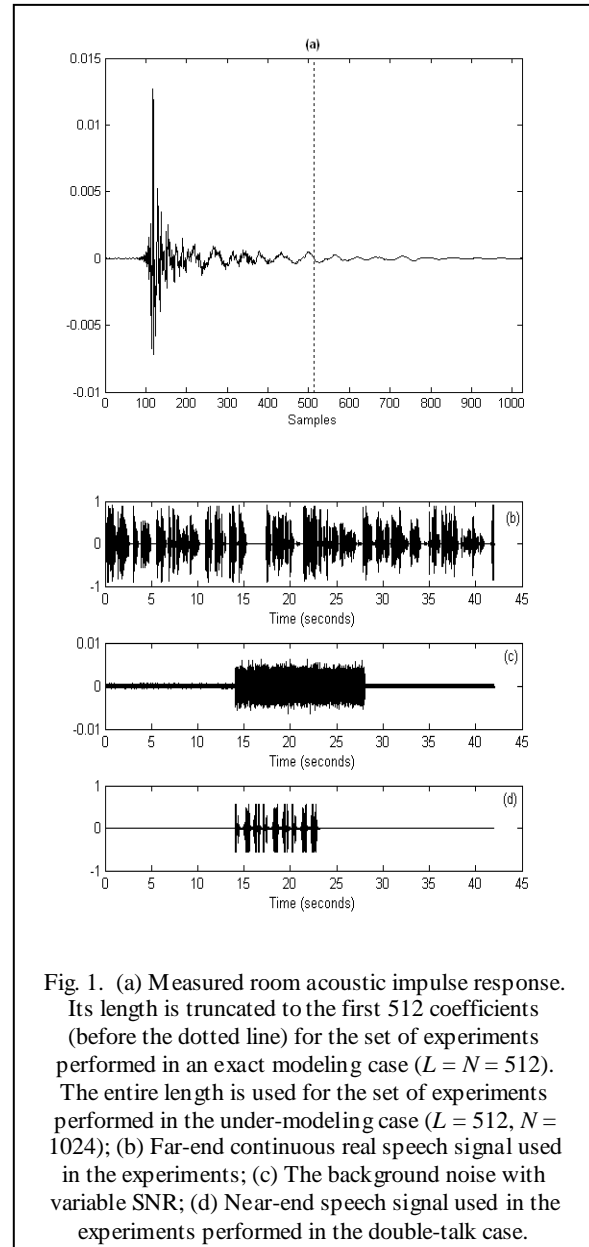 (a)
0.015
0.01
0.005
0
-0.005
-0.01
0 100 200 300 400 500 600 700 800 900 1000
Samples
1
0
-1
(b)
0 5 10 15 20 25 30 35 40 45
Time (seconds)
0.01
0
-0.01
(c)
0 5 10 15 20 25 30 35 40 45
Time (seconds)
1
0
-1
(d)
0 5 10 15 20 25 30 35 40 45
Time (seconds)
Fig. 1. (a) Measured room acoustic impulse response.
Its length is truncated to the first 512 coefficients
(before the dotted line) for the set of experiments
performed in an exact modeling case (L = N = 512).
The entire length is used for the set of experiments
performed in the under-modeling case (L = 512, N =
1024); (b) Far-end continuous real speech signal used
in the experiments; (c) The background noise with
variable SNR; (d) Near-end speech signal used in the
experiments performed in the double-talk case.